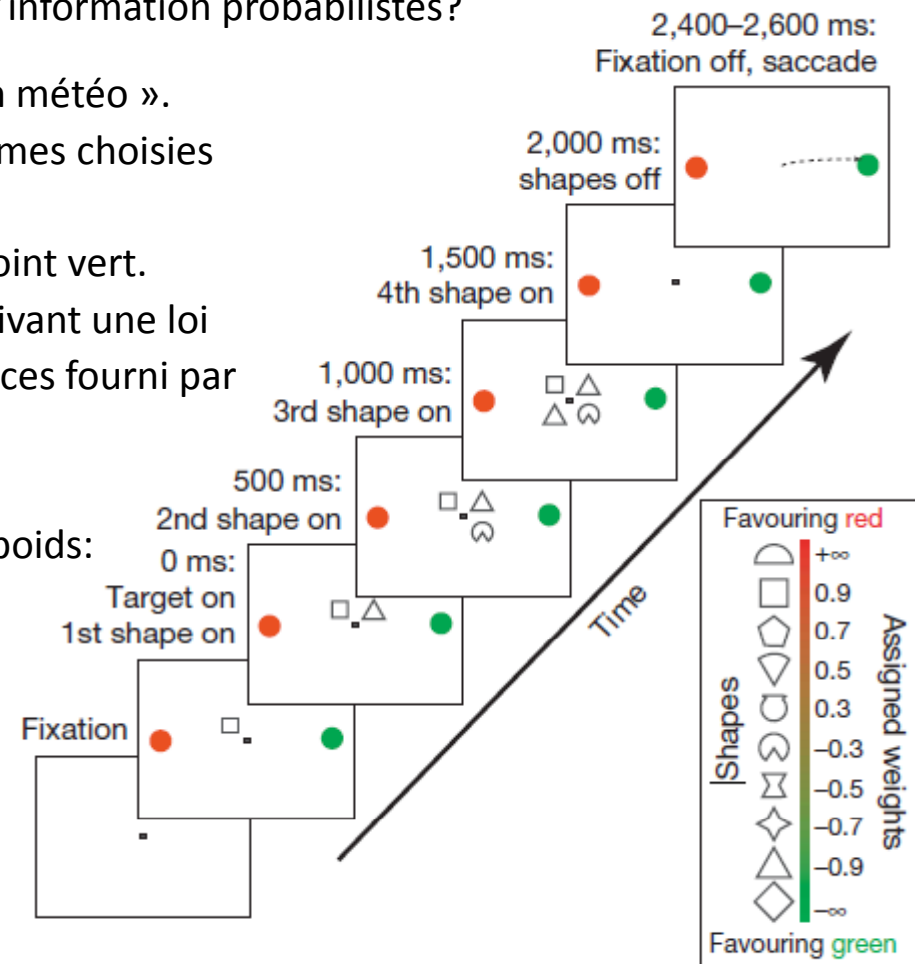 information probabilistes?
météo ».
mes choisies
oint vert.
ivant une loi
ces fourni par
poids:
2,400–2,600 ms:
Fixation off, saccade
2,000 ms:
shapes off
1,500 ms:
4th shape on
1,000 ms:
3rd shape on
500 ms:
2nd shape on
0 ms:
Target on
1st shape on
Fixation
Time
Favouring red
+∞
0.9
0.7
0.5
0.3
–0.3
–0.5
–0.7
–0.9
–∞
Favouring green
Shapes
Assigned weights